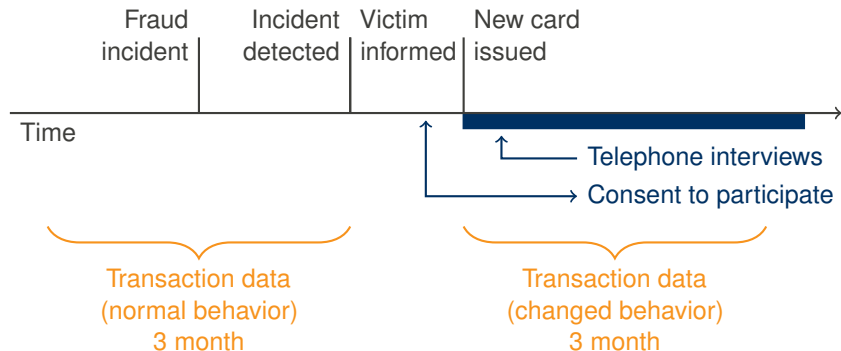 Fraud
incident
Incident
detected
Victim
informed
New card
issued
Time
Telephone interviews
Consent to participate
Transaction data
(normal behavior)
3 month
Transaction data
(changed behavior)
3 month